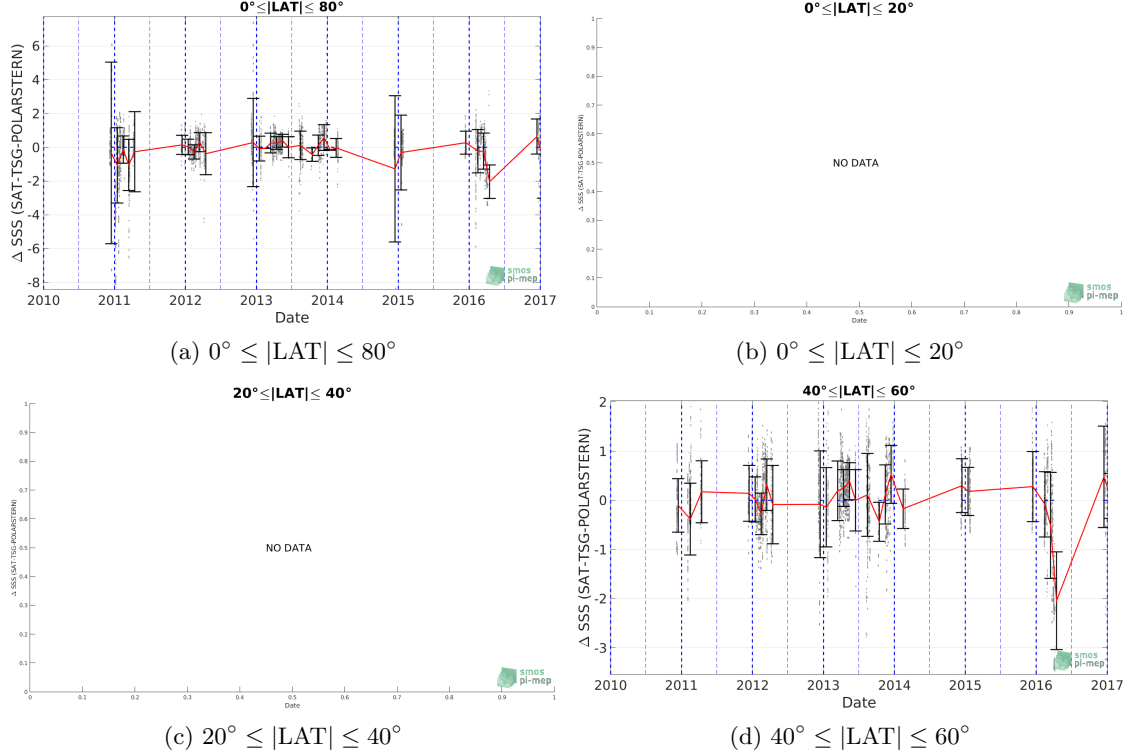 0°≤|LAT|≤ 80°
Δ SSS (SAT-TSG-POLARSTERN)
6
4
2
0
-2
-4
-6
-8
2010 2011 2012 2013 2014 2015 2016 2017
Date
smos
pi-mep
(a) 0° ≤ |LAT| ≤ 80°
0°≤|LAT|≤ 20°
Δ SSS (SAT-TSG-POLARSTERN)
1
0.9
0.8
0.7
0.6
0.5
0.4
0.3
0.2
0.1
0
NO DATA
0 0.1 0.2 0.3 0.4 0.5 0.6 0.7 0.8 0.9 1
Date
smos
pi-mep
(b) 0° ≤ |LAT| ≤ 20°
20°≤|LAT|≤ 40°
Δ SSS (SAT-TSG-POLARSTERN)
1
0.9
0.8
0.7
0.6
0.5
0.4
0.3
0.2
0.1
0
NO DATA
0 0.1 0.2 0.3 0.4 0.5 0.6 0.7 0.8 0.9 1
Date
smos
pi-mep
(c) 20° ≤ |LAT| ≤ 40°
40°≤|LAT|≤ 60°
Δ SSS (SAT-TSG-POLARSTERN)
2
1
0
-1
-2
-3
2010 2011 2012 2013 2014 2015 2016 2017
Date
smos
pi-mep
(d) 40° ≤ |LAT| ≤ 60°